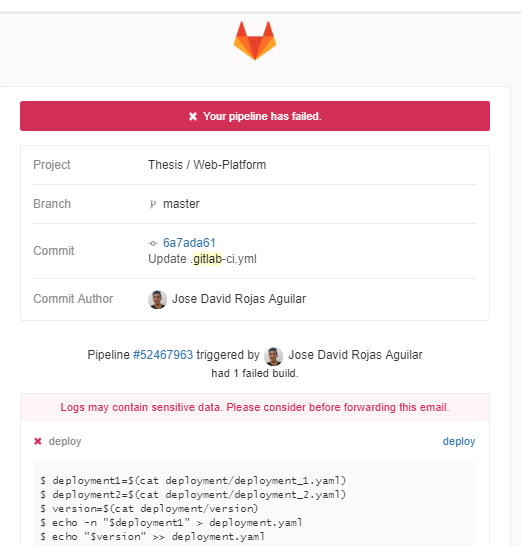 ✖ Your pipeline has failed.
Project Thesis / Web-Platform
Branch master
Commit 6a7ada61
Update .gitlab-ci.yml
Commit Author Jose David Rojas Aguilar
Pipeline #52467963 triggered by Jose David Rojas Aguilar
had 1 failed build.
Logs may contain sensitive data. Please consider before forwarding this email.
✖ deploy deploy
$ deployment1=$(cat deployment/deployment_1.yaml)
$ deployment2=$(cat deployment/deployment_2.yaml)
$ version=$(cat deployment/version)
$ echo -n "$deployment1" > deployment.yaml
$ echo "$version" >> deployment.yaml